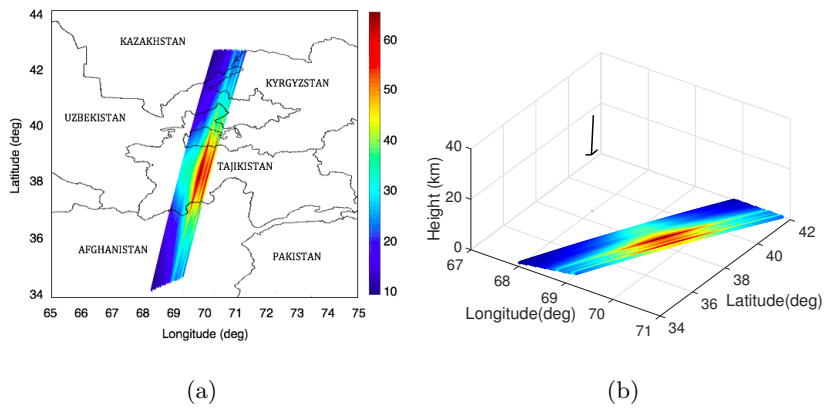 44
42
40
38
36
34
Latitude (deg)
65 66 67 68 69 70 71 72 73 74 75
Longitude (deg)
KAZAKHSTAN
KYRGYZSTAN
UZBEKISTAN
TAJIKISTAN
AFGHANISTAN
PAKISTAN
60
50
40
30
20
10
(a)
40
20
0
Height (km)
67
68
69
70
71
Longitude(deg)
34
36
38
40
42
Latitude(deg)
(b)